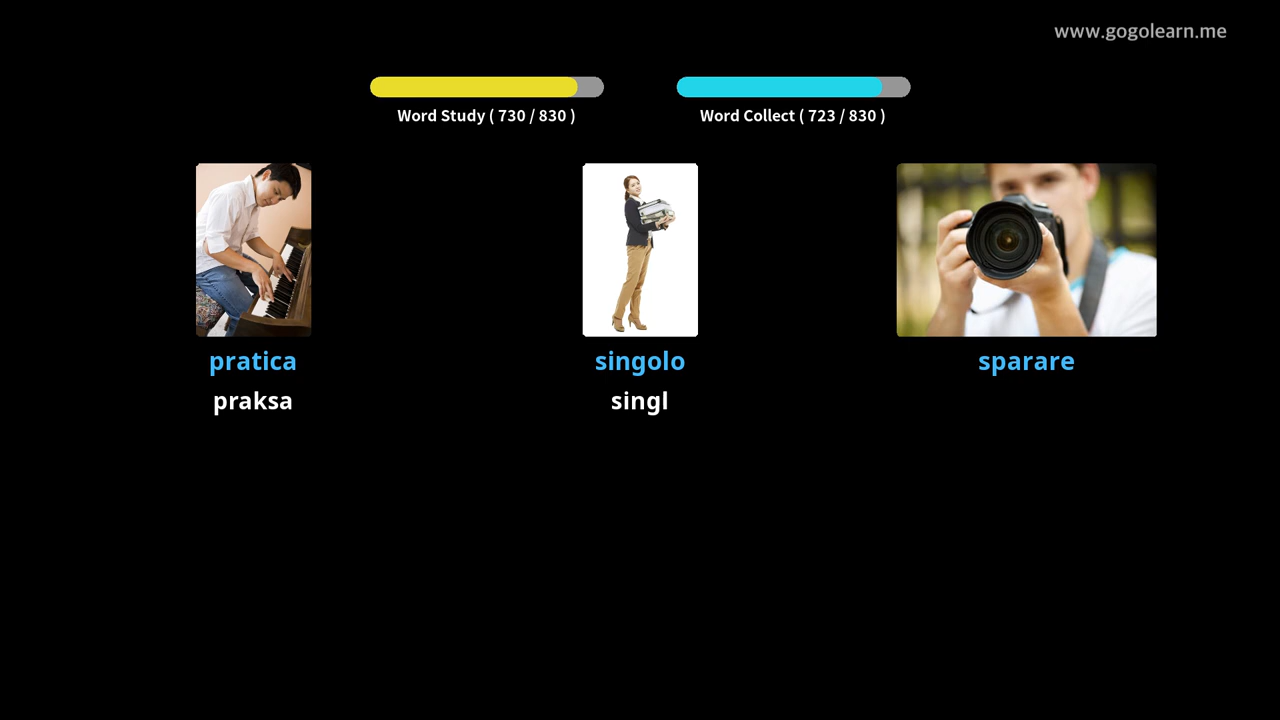 www.gogolearn.me
Word Study ( 730 / 830 )
Word Collect ( 723 / 830 )
pratica
praksa
singolo
singl
sparare